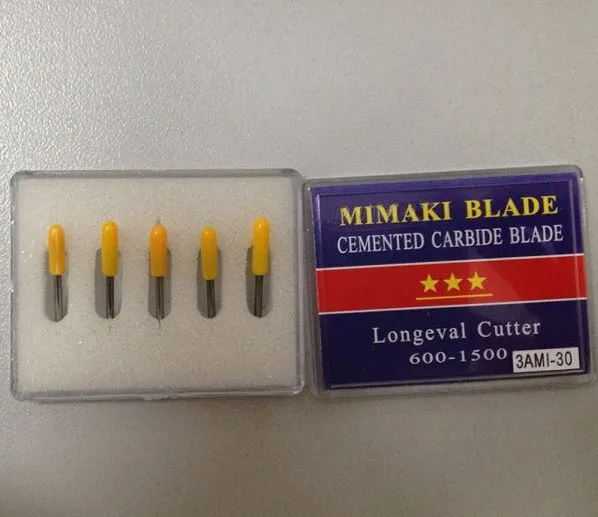 MIMAKI BLADE
CEMENTED CARBIDE BLADE
Longeval Cutter
600-1500
3AMI-30